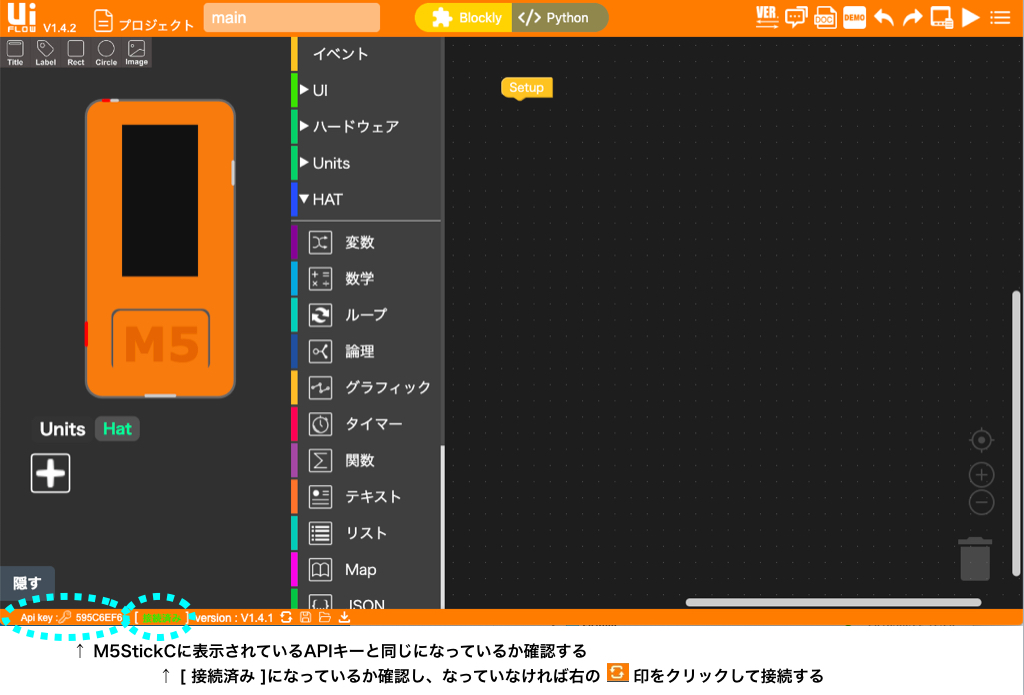 Ui
FLOW V1.4.2
プロジェクト
main
Blockly
</> Python
VER.
DOC
DEMO
Title
Label
Rect
Circle
Image
M5
Units Hat
隠す
イベント
UI
ハードウェア
Units
HAT
変数
数学
ループ
論理
グラフィック
タイマー
関数
テキスト
リスト
Map
JSON
Setup
Api key : 595C6EF6 [ 接続済み ] version : V1.4.1
↑ M5StickCに表示されているAPIキーと同じになっているか確認する
↑ [ 接続済み ]になっているか確認し、なっていなければ右の 印をクリックして接続する